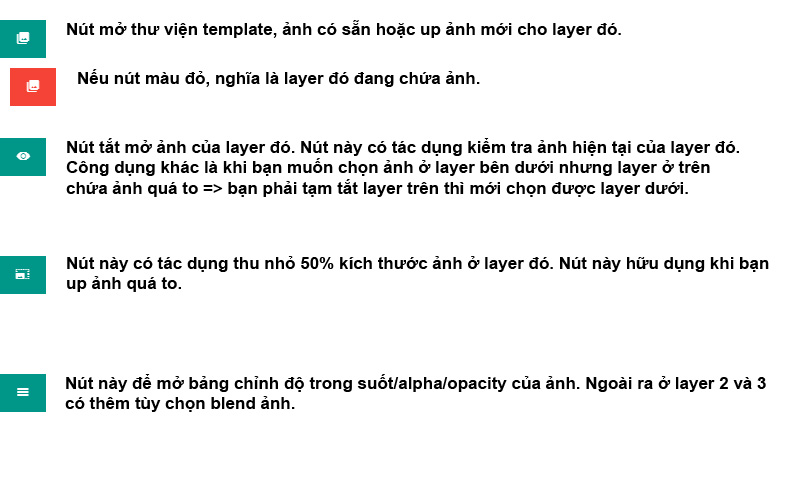 Nút mở thư viện template, ảnh có sẵn hoặc up ảnh mới cho layer đó.
Nếu nút màu đỏ, nghĩa là layer đó đang chứa ảnh.
Nút tắt mở ảnh của layer đó. Nút này có tác dụng kiểm tra ảnh hiện tại của layer đó.
Công dụng khác là khi bạn muốn chọn ảnh ở layer bên dưới nhưng layer ở trên
chứa ảnh quá to => bạn phải tạm tắt layer trên thì mới chọn được layer dưới.
Nút này có tác dụng thu nhỏ 50% kích thước ảnh ở layer đó. Nút này hữu dụng khi bạn
up ảnh quá to.
Nút này để mở bảng chỉnh độ trong suốt/alpha/opacity của ảnh. Ngoài ra ở layer 2 và 3
có thêm tùy chọn blend ảnh.